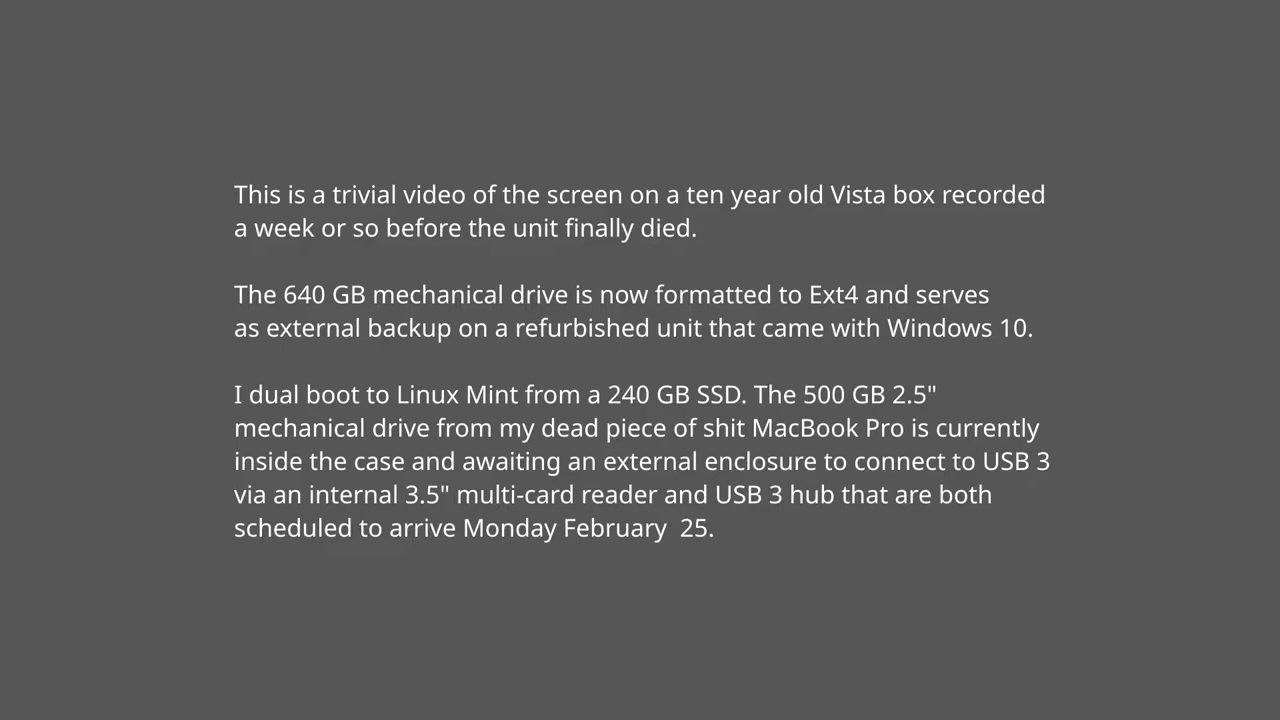 This is a trivial video of the screen on a ten year old Vista box recorded
a week or so before the unit finally died.
The 640 GB mechanical drive is now formatted to Ext4 and serves
as external backup on a refurbished unit that came with Windows 10.
I dual boot to Linux Mint from a 240 GB SSD. The 500 GB 2.5"
mechanical drive from my dead piece of shit MacBook Pro is currently
inside the case and awaiting an external enclosure to connect to USB 3
via an internal 3.5" multi-card reader and USB 3 hub that are both
scheduled to arrive Monday February  25.